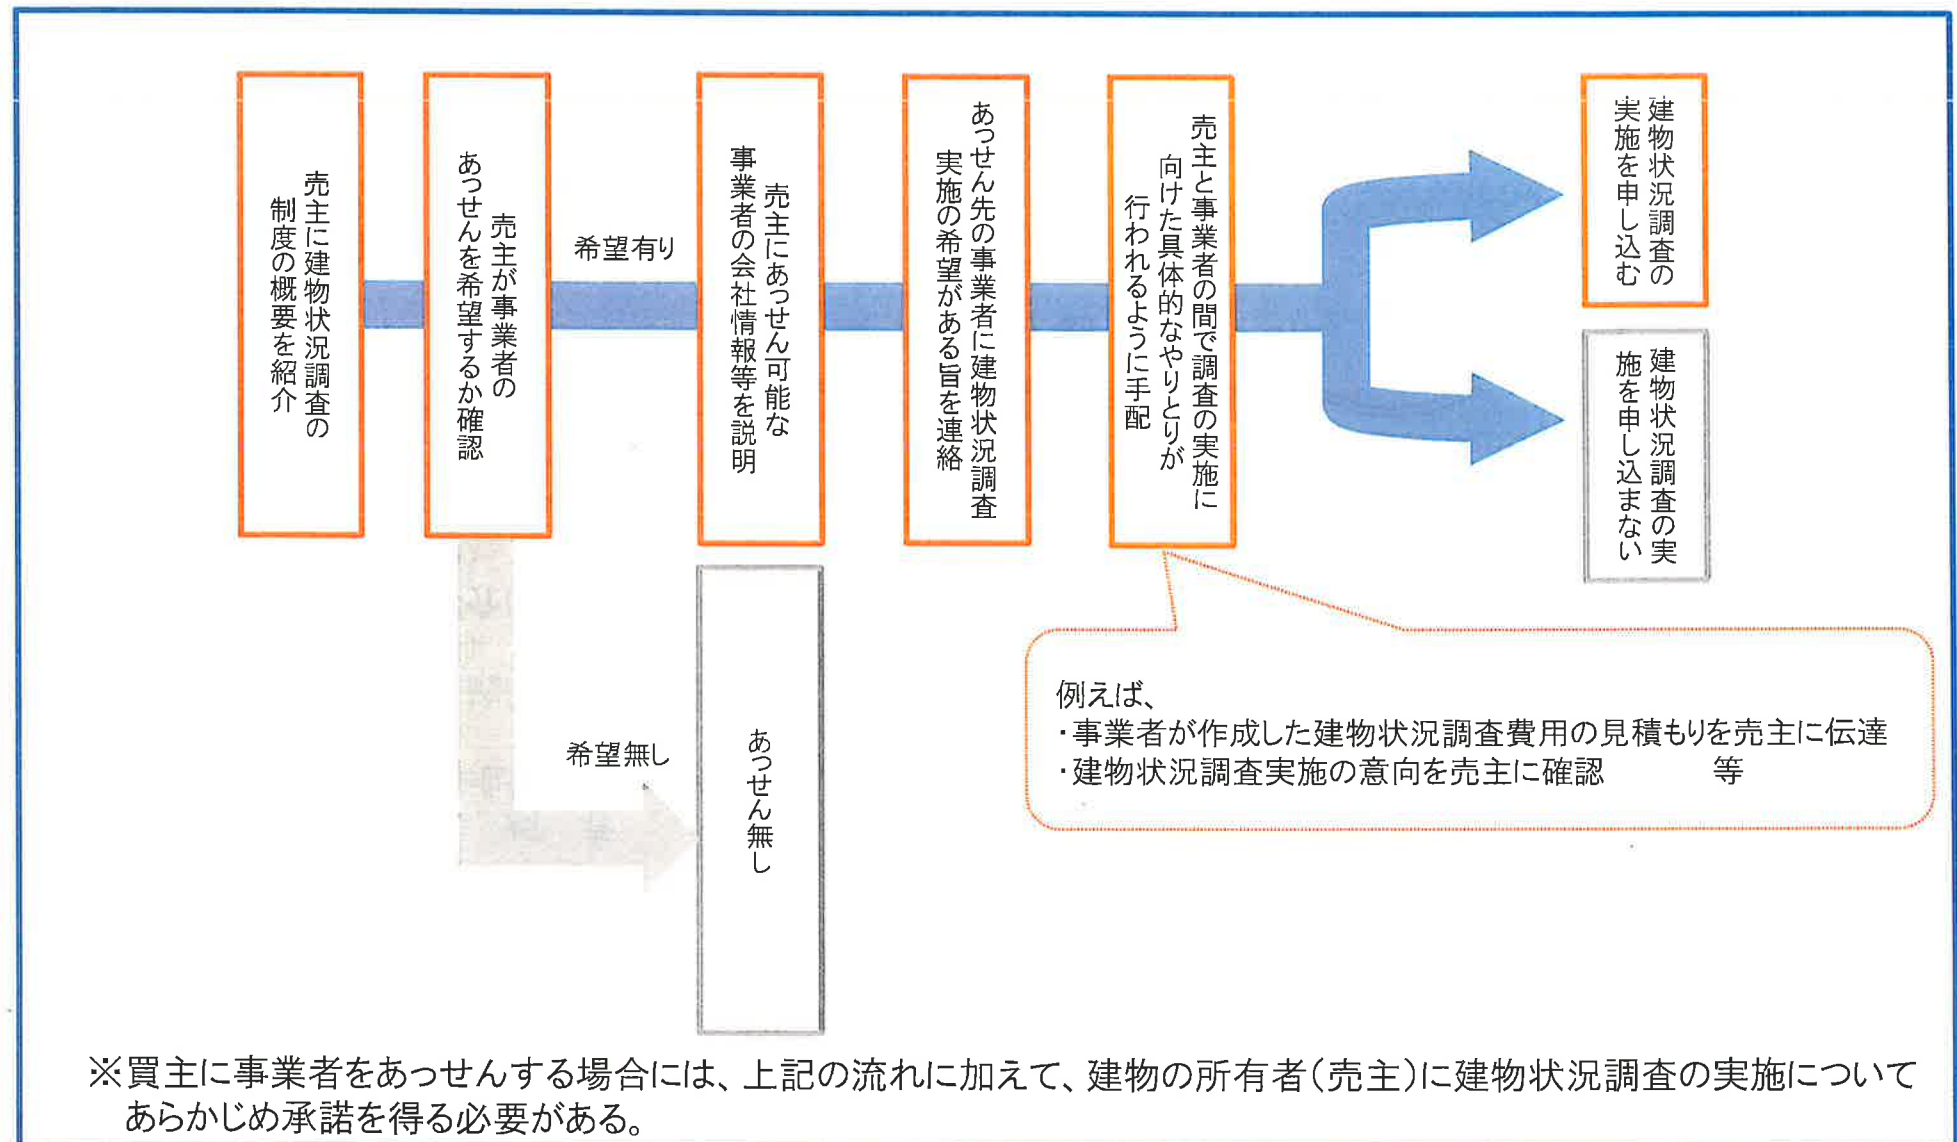 売主に建物状況調査の
制度の概要を紹介
売主が事業者の
あっせんを希望するか確認
希望有り
売主にあっせん可能な
事業者の会社情報等を説明
あっせん先の事業者に建物状況調査
実施の希望がある旨を連絡
売主と事業者の間で調査の実施に
向けた具体的なやりとりが
行われるように手配
建物状況調査の
実施を申し込む
建物状況調査の実
施を申し込まない
希望無し
あっせん無し
例えば、
・事業者が作成した建物状況調査費用の見積もりを売主に伝達
・建物状況調査実施の意向を売主に確認 等
※買主に事業者をあっせんする場合には、上記の流れに加えて、建物の所有者(売主)に建物状況調査の実施について
あらかじめ承諾を得る必要がある。